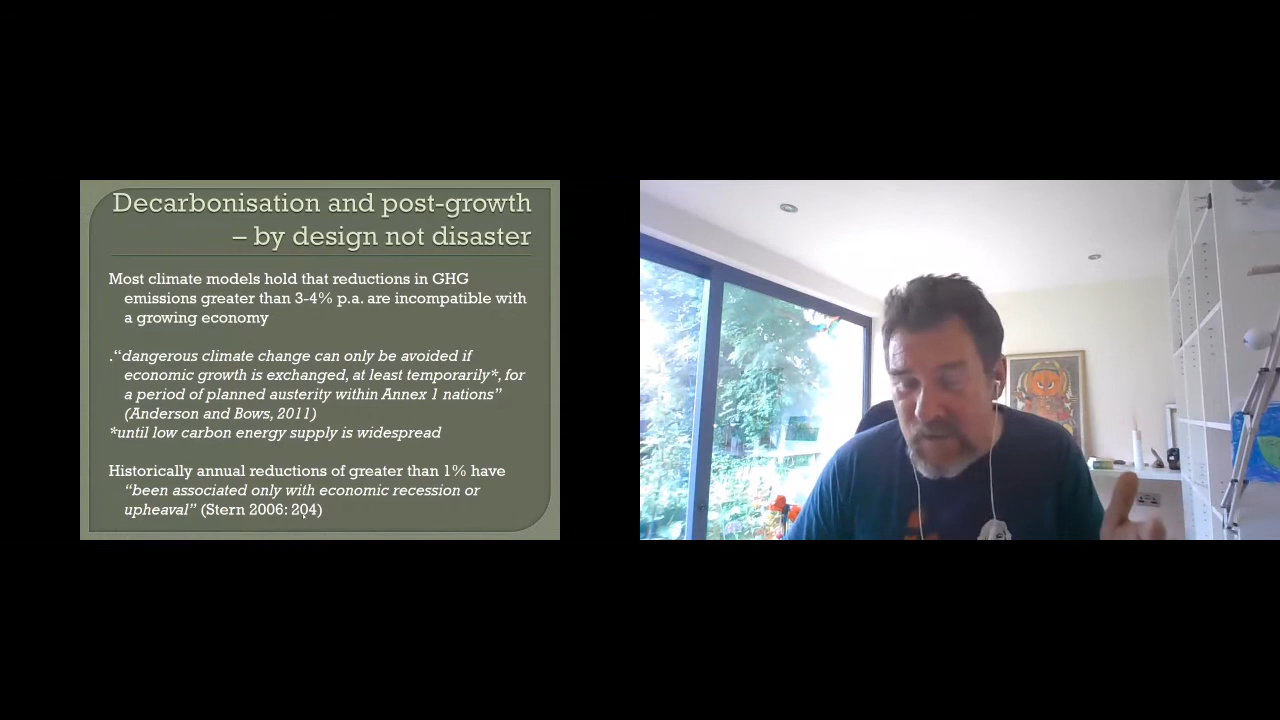 Decarbonisation and post-growth
– by design not disaster
Most climate models hold that reductions in GHG
emissions greater than 3-4% p.a. are incompatible with
a growing economy
.“dangerous climate change can only be avoided if
economic growth is exchanged, at least temporarily*, for
a period of planned austerity within Annex 1 nations”
(Anderson and Bows, 2011)
*until low carbon energy supply is widespread
Historically annual reductions of greater than 1% have
“been associated only with economic recession or
upheaval” (Stern 2006: 204)